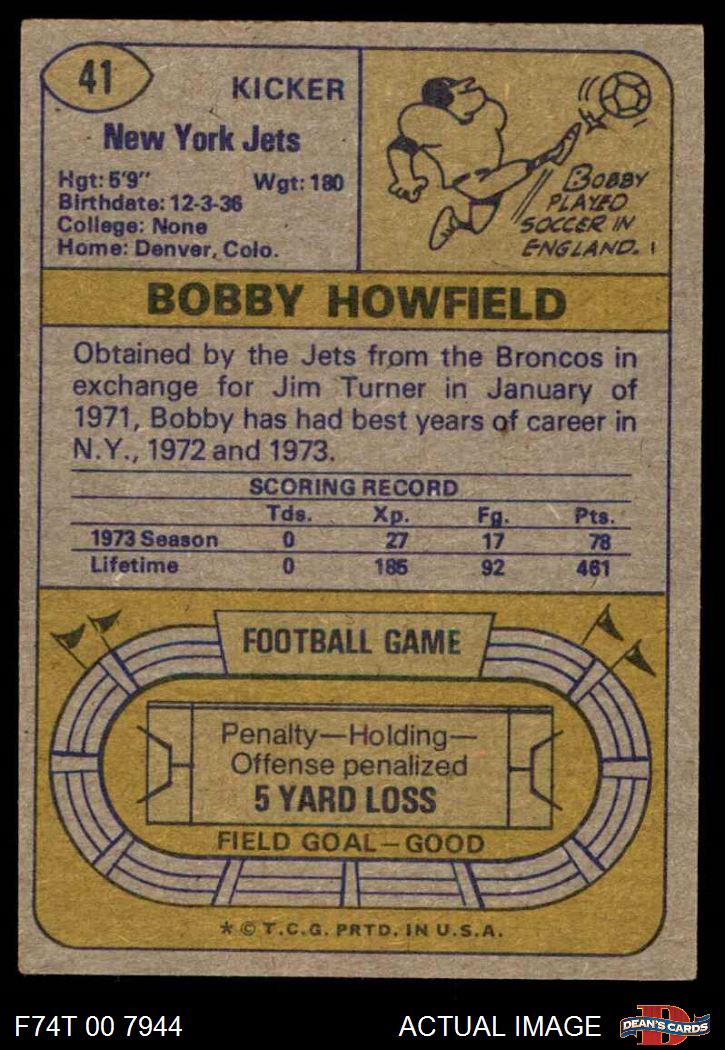 41
KICKER
New York Jets
Hgt: 5'9" Wgt: 180
Birthdate: 12-3-36
College: None
Home: Denver, Colo.
BOBBY
PLAYED
SOCCER IN
ENGLAND.
BOBBY HOWFIELD
Obtained by the Jets from the Broncos in
exchange for Jim Turner in January of
1971, Bobby has had best years of career in
N.Y., 1972 and 1973.
SCORING RECORD
Tds. Xp. Fg. Pts.
1973 Season 0 27 17 78
Lifetime 0 185 92 461
FOOTBALL GAME
Penalty—Holding—
Offense penalized
5 YARD LOSS
FIELD GOAL—GOOD
* © T.C.G. PRTD. IN U.S.A.
F74T 00 7944 ACTUAL IMAGE
D
DEAN'S CARDS